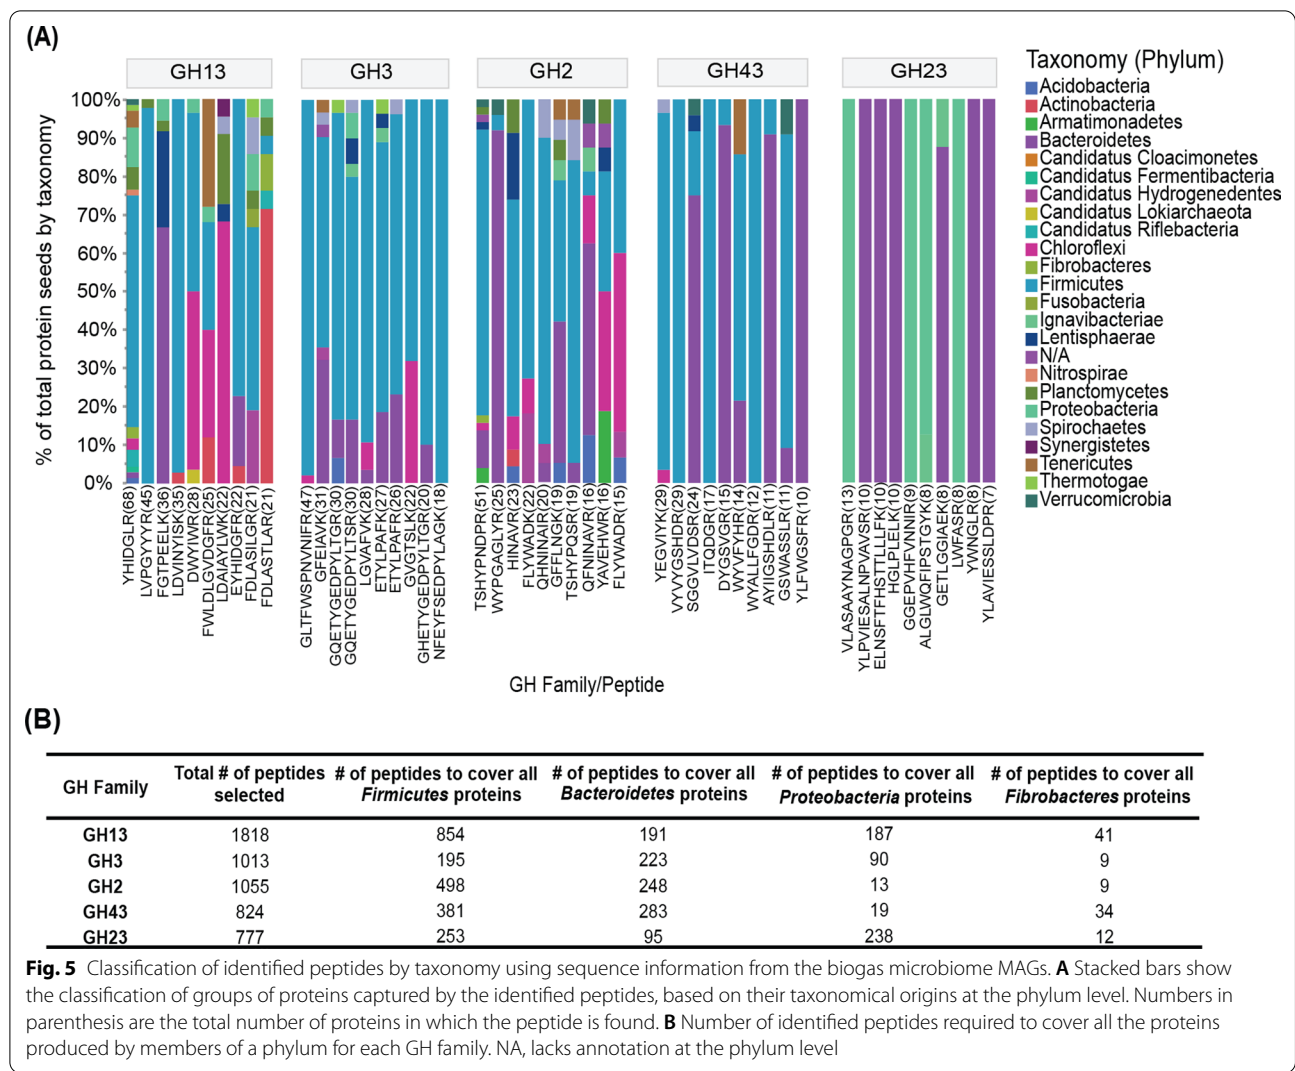 (A)
GH13 GH3 GH2 GH43 GH23
% of total protein seeds by taxonomy
100%
90%
80%
70%
60%
50%
40%
30%
20%
10%
0%
YHIDGLR(68)
LVPGYYYR(45)
FGTPEELK(36)
LDVINYISK(35)
DWYIWR(28)
FWLDLGVDGFR(25)
LDAIAYLWK(22)
EYHIDGFR(22)
FDLASILGR(21)
FDLASTLAR(21)
GLTFWSPNVNIFR(47)
GFEIAVK(31)
GQETYGEDPYLTGR(30)
GQETYGEDPYLTSR(30)
LGVAFVK(28)
ETYLPAFK(27)
ETYLPAFR(26)
GVGTSLK(22)
GHETYGEDPYLTGR(20)
NFEYFSEDPYLAGK(18)
TSHYPNDPR(51)
WYPGAGLYR(25)
HINAVR(23)
FLYWADK(22)
QHNINAIR(20)
GFFLNGK(19)
TSHYPQSR(19)
QFNINAVR(16)
YAVEHWR(16)
FLYWADR(15)
YEGVIYK(29)
VYVYGSHDR(29)
SGGVLVDSR(24)
ITQDGR(17)
DYGSVGR(15)
WYVFYHR(14)
WYALLFGDR(12)
AYIIGSHDLR(11)
GSWASSLR(11)
YLFWGSFR(10)
VLASAAYNAGPGR(13)
YLPVIESALNPVAVSR(10)
ELNSFTFHSTTLLLFK(10)
HGLPLELK(10)
GGEPVHFVNNIR(9)
ALGLWQFIPSTGYK(8)
GETLGGIAEK(8)
LWFASR(8)
YWNGLR(8)
YLAVIESSLDPR(7)
GH Family/Peptide
Taxonomy (Phylum)
Acidobacteria
Actinobacteria
Armatimonadetes
Bacteroidetes
Candidatus Cloacimonetes
Candidatus Fermentibacteria
Candidatus Hydrogenedentes
Candidatus Lokiarchaeota
Candidatus Riflebacteria
Chloroflexi
Fibrobacteres
Firmicutes
Fusobacteria
Ignavibacteriae
Lentisphaerae
N/A
Nitrospirae
Planctomycetes
Proteobacteria
Spirochaetes
Synergistetes
Tenericutes
Thermotogae
Verrucomicrobia
(B)
GH Family Total # of peptides selected # of peptides to cover all Firmicutes proteins # of peptides to cover all Bacteroidetes proteins # of peptides to cover all Proteobacteria proteins # of peptides to cover all Fibrobacteres proteins
GH13 1818 854 191 187 41
GH3 1013 195 223 90 9
GH2 1055 498 248 13 9
GH43 824 381 283 19 34
GH23 777 253 95 238 12
Fig. 5 Classification of identified peptides by taxonomy using sequence information from the biogas microbiome MAGs. A Stacked bars show
the classification of groups of proteins captured by the identified peptides, based on their taxonomical origins at the phylum level. Numbers in
parenthesis are the total number of proteins in which the peptide is found. B Number of identified peptides required to cover all the proteins
produced by members of a phylum for each GH family. NA, lacks annotation at the phylum level